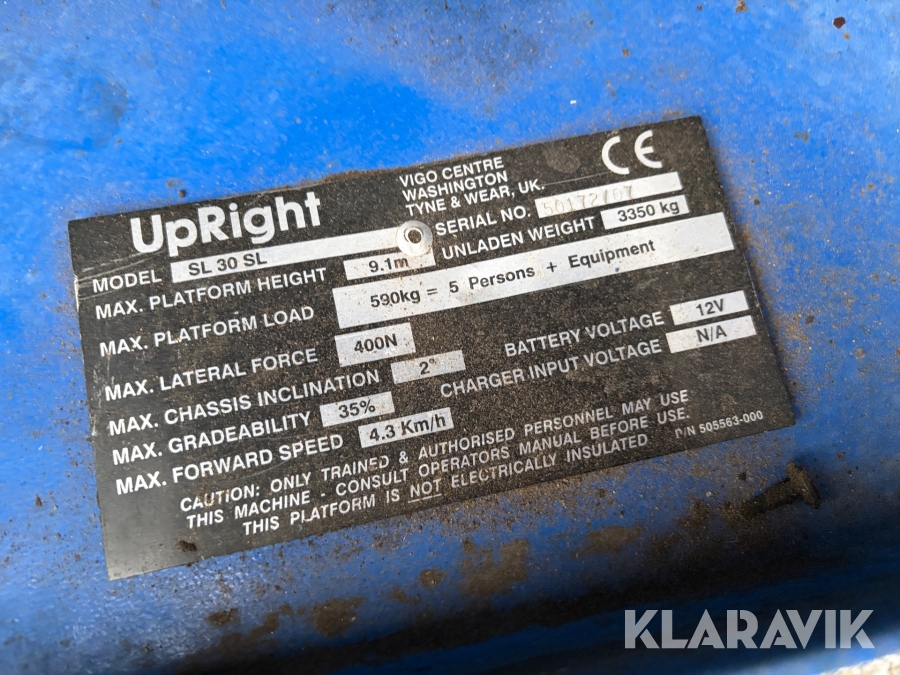 UpRight
VIGO CENTRE
WASHINGTON
TYNE & WEAR, UK.
CE
MODEL SL 30 SL
SERIAL NO. 50172/07
MAX. PLATFORM HEIGHT 9.1m
UNLADEN WEIGHT 3350 kg
MAX. PLATFORM LOAD 590kg = 5 Persons + Equipment
MAX. LATERAL FORCE 400N
BATTERY VOLTAGE 12V
MAX. CHASSIS INCLINATION 2°
CHARGER INPUT VOLTAGE N/A
MAX. GRADEABILITY 35%
MAX. FORWARD SPEED 4.3 Km/h
CAUTION: ONLY TRAINED & AUTHORISED PERSONNEL MAY USE
THIS MACHINE . CONSULT OPERATORS MANUAL BEFORE USE.
THIS PLATFORM IS NOT ELECTRICALLY INSULATED
P/N 505563-000
KLARAVIK